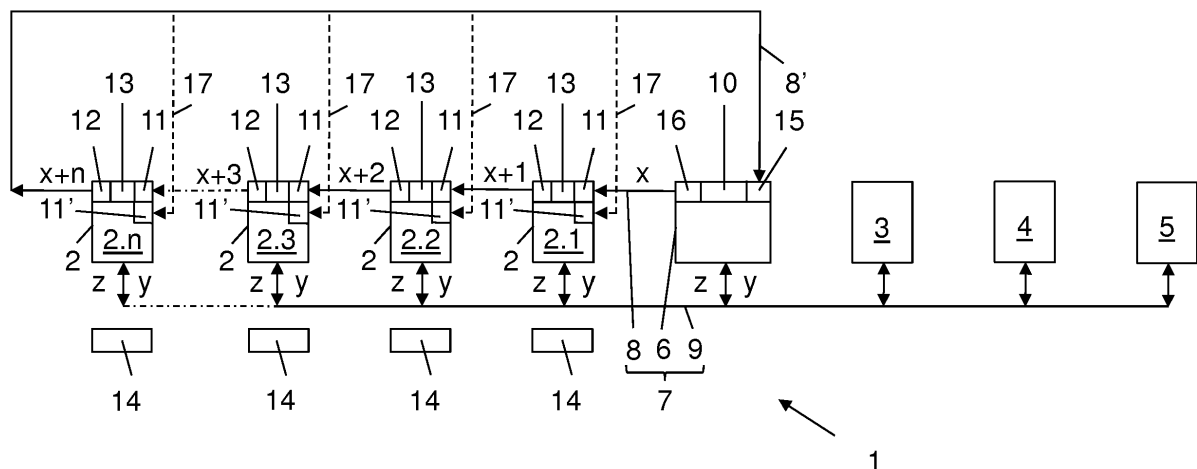 13 17 13 17 13 17 13 17 10 8’
12 11 12 11 12 11 12 11 16 15
x+n x+3 x+2 x+1 x
11’ 11’ 11’ 11’
2.n 2.3 2.2 2.1 3 4 5
2 2 2 2
z y z y z y z y z y
8 6 9
14 14 14 14 7
1